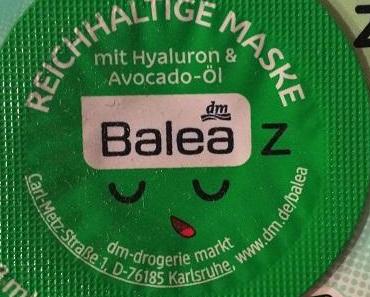 REICHHALTIGE MASKE
mit Hyaluron &
Avocado-Öl
dm
Balea
Z
Carl-Metz-Straße 1, D-76185 Karlsruhe, www.dm.de/balea
dm-drogerie markt